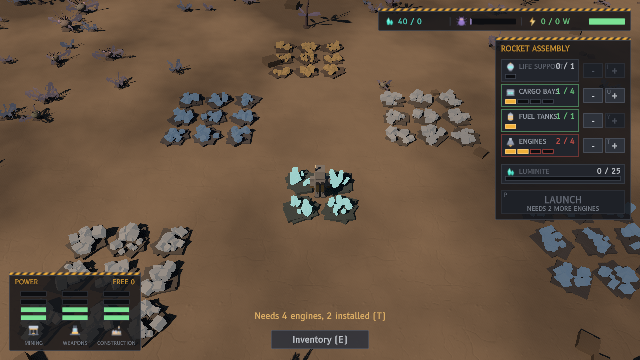 40 / 0
0 / 0 W
ROCKET ASSEMBLY
LIFE SUPPO 0 / 1
- +
CARGO BAYS 1 / 4
- +
FUEL TANKS 1 / 1
- +
ENGINES 2 / 4
- +
LUMINITE 0 / 25
P
LAUNCH
NEEDS 2 MORE ENGINES
POWER FREE 0
MINING WEAPONS CONSTRUCTION
Needs 4 engines, 2 installed [T]
Inventory [E]